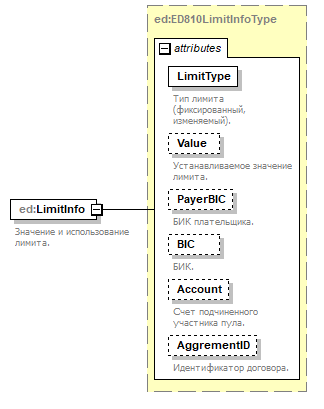 ed:ED810LimitInfoType
attributes
LimitType
Тип лимита
(фиксированный,
изменяемый).
Value
Устанавливаемое значение
лимита.
PayerBIC
БИК плательщика.
ed:LimitInfo
Значение и использование
лимита.
BIC
БИК.
Account
Счет подчиненного
участника пула.
AggrementID
Идентификатор договора.